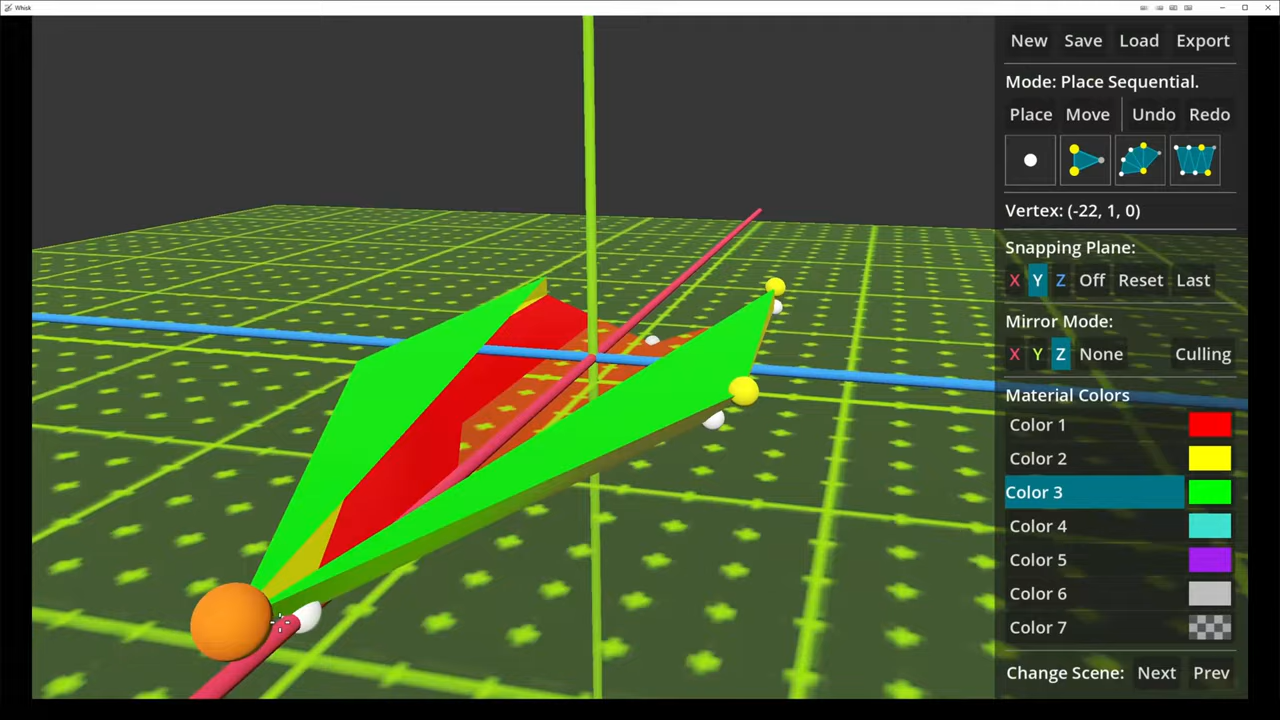 Whisk
New Save Load Export
Mode: Place Sequential.
Place Move Undo Redo
Vertex: (-22, 1, 0)
Snapping Plane:
X Y Z Off Reset Last
Mirror Mode:
X Y Z None Culling
Material Colors
Color 1
Color 2
Color 3
Color 4
Color 5
Color 6
Color 7
Change Scene: Next Prev